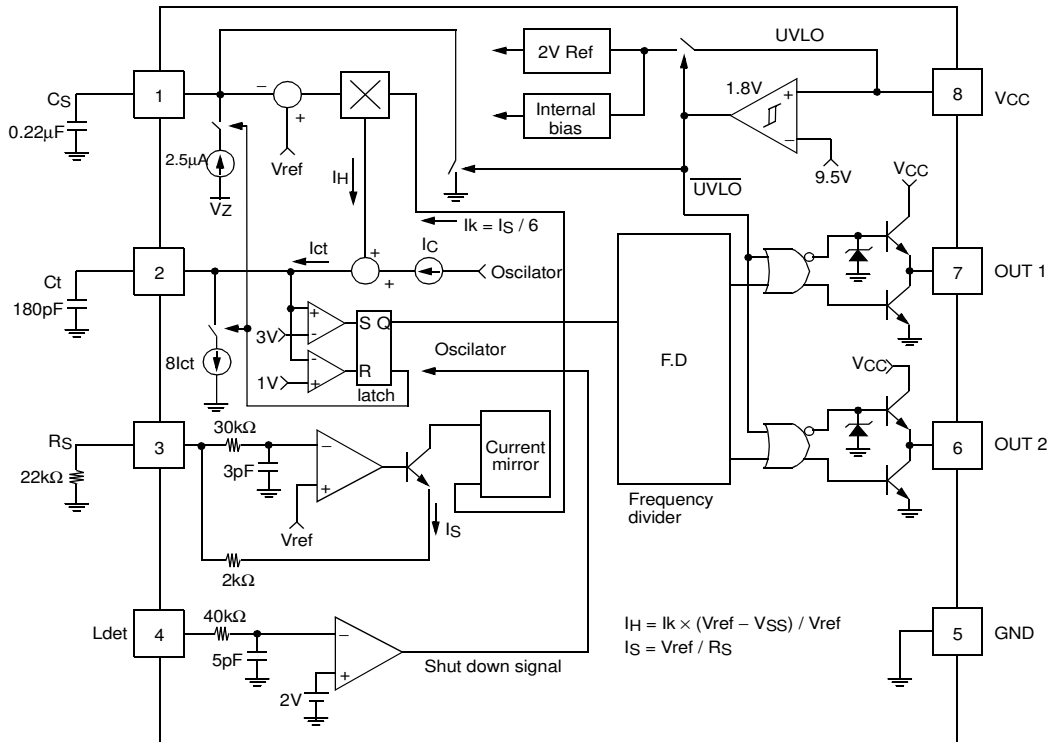 CS
0.22μF
1
2.5μA
VZ
−
+
Vref
IH
2V Ref
Internal
bias
UVLO
1.8V
+
−
9.5V
UVLO
8
VCC
Ik = IS / 6
Ct
180pF
2
Ict
+
+
IC
Oscilator
8Ict
3V
+
-
1V
-
+
S Q
R
latch
Oscilator
F.D
Frequency
divider
VCC
7
OUT 1
VCC
6
OUT 2
RS
22kΩ
3
30kΩ
3pF
−
+
Vref
IS
2kΩ
Current
mirror
Ldet
4
40kΩ
5pF
−
+
2V
Shut down signal
IH = Ik × (Vref − VSS) / Vref
IS = Vref / RS
5
GND